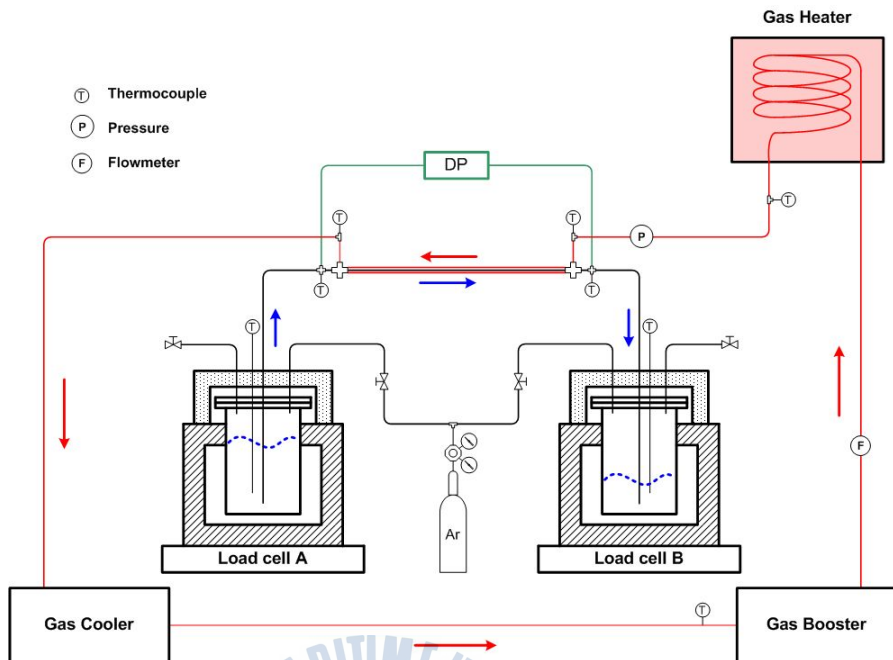 Gas Heater
T Thermocouple
P Pressure
F Flowmeter
DP
T
T
T
P
T
T
T
T
F
Ar
Load cell A
Load cell B
T
Gas Cooler
Gas Booster